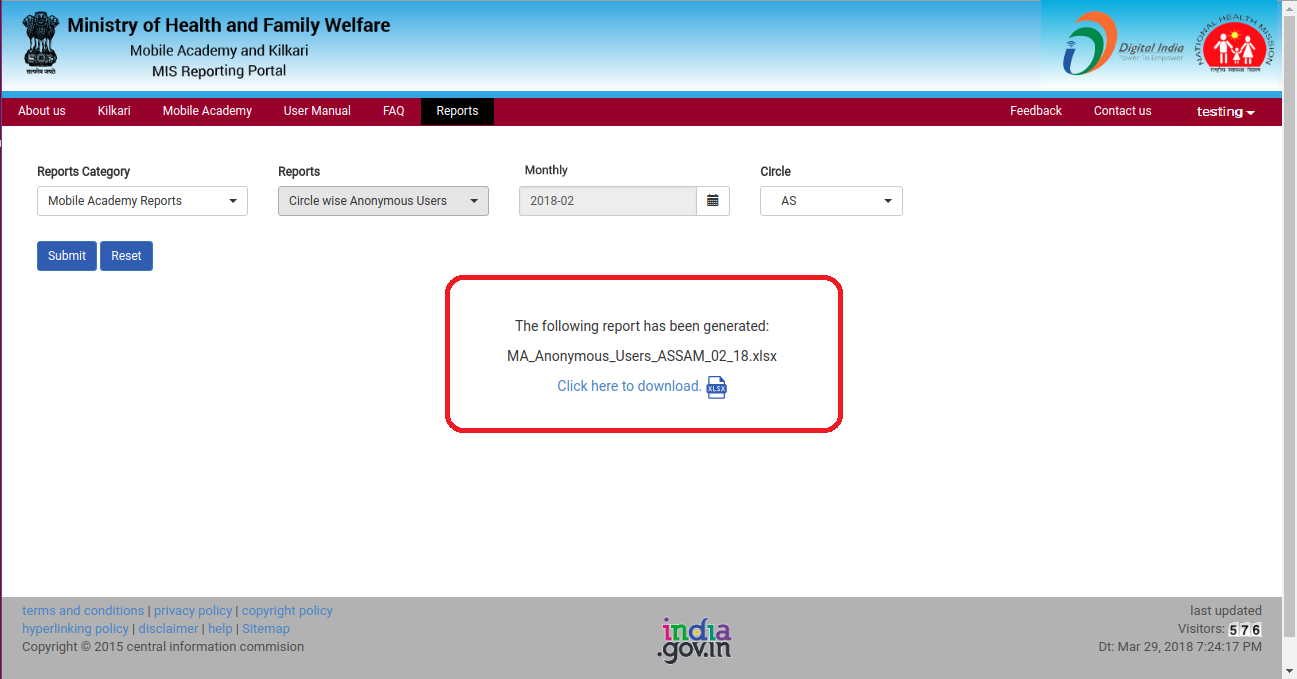 Ministry of Health and Family Welfare
Mobile Academy and Kilkari
MIS Reporting Portal
सत्यमेव जयते
Digital India
Power To Empower
NATIONAL HEALTH MISSION
राष्ट्रीय स्वास्थ्य मिशन
About us Kilkari Mobile Academy User Manual FAQ Reports Feedback Contact us testing
Reports Category Reports Monthly Circle
Mobile Academy Reports Circle wise Anonymous Users 2018-02 AS
Submit Reset
The following report has been generated:
MA_Anonymous_Users_ASSAM_02_18.xlsx
Click here to download. XLSX
terms and conditions | privacy policy | copyright policy
hyperlinking policy | disclaimer | help | Sitemap
Copyright © 2015 central information commision
india
.gov.in
last updated
Visitors: 576
Dt: Mar 29, 2018 7:24:17 PM